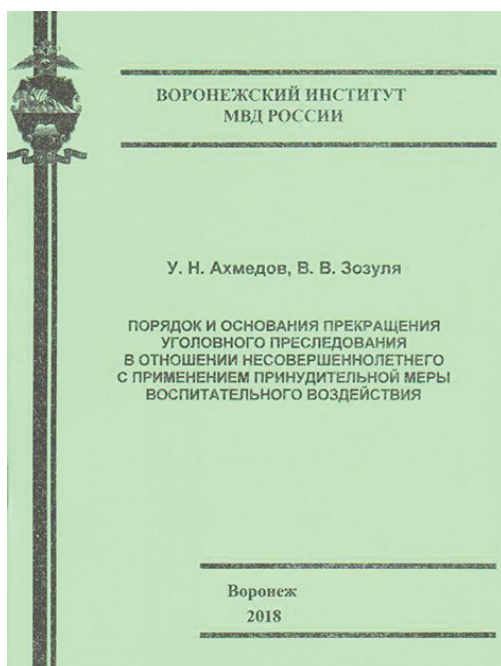 ВОРОНЕЖСКИЙ ИНСТИТУТ
МВД РОССИИ
У. Н. Ахмедов, В. В. Зозуля
ПОРЯДОК И ОСНОВАНИЯ ПРЕКРАЩЕНИЯ
УГОЛОВНОГО ПРЕСЛЕДОВАНИЯ
В ОТНОШЕНИИ НЕСОВЕРШЕННОЛЕТНЕГО
С ПРИМЕНЕНИЕМ ПРИНУДИТЕЛЬНОЙ МЕРЫ
ВОСПИТАТЕЛЬНОГО ВОЗДЕЙСТВИЯ
Воронеж
2018